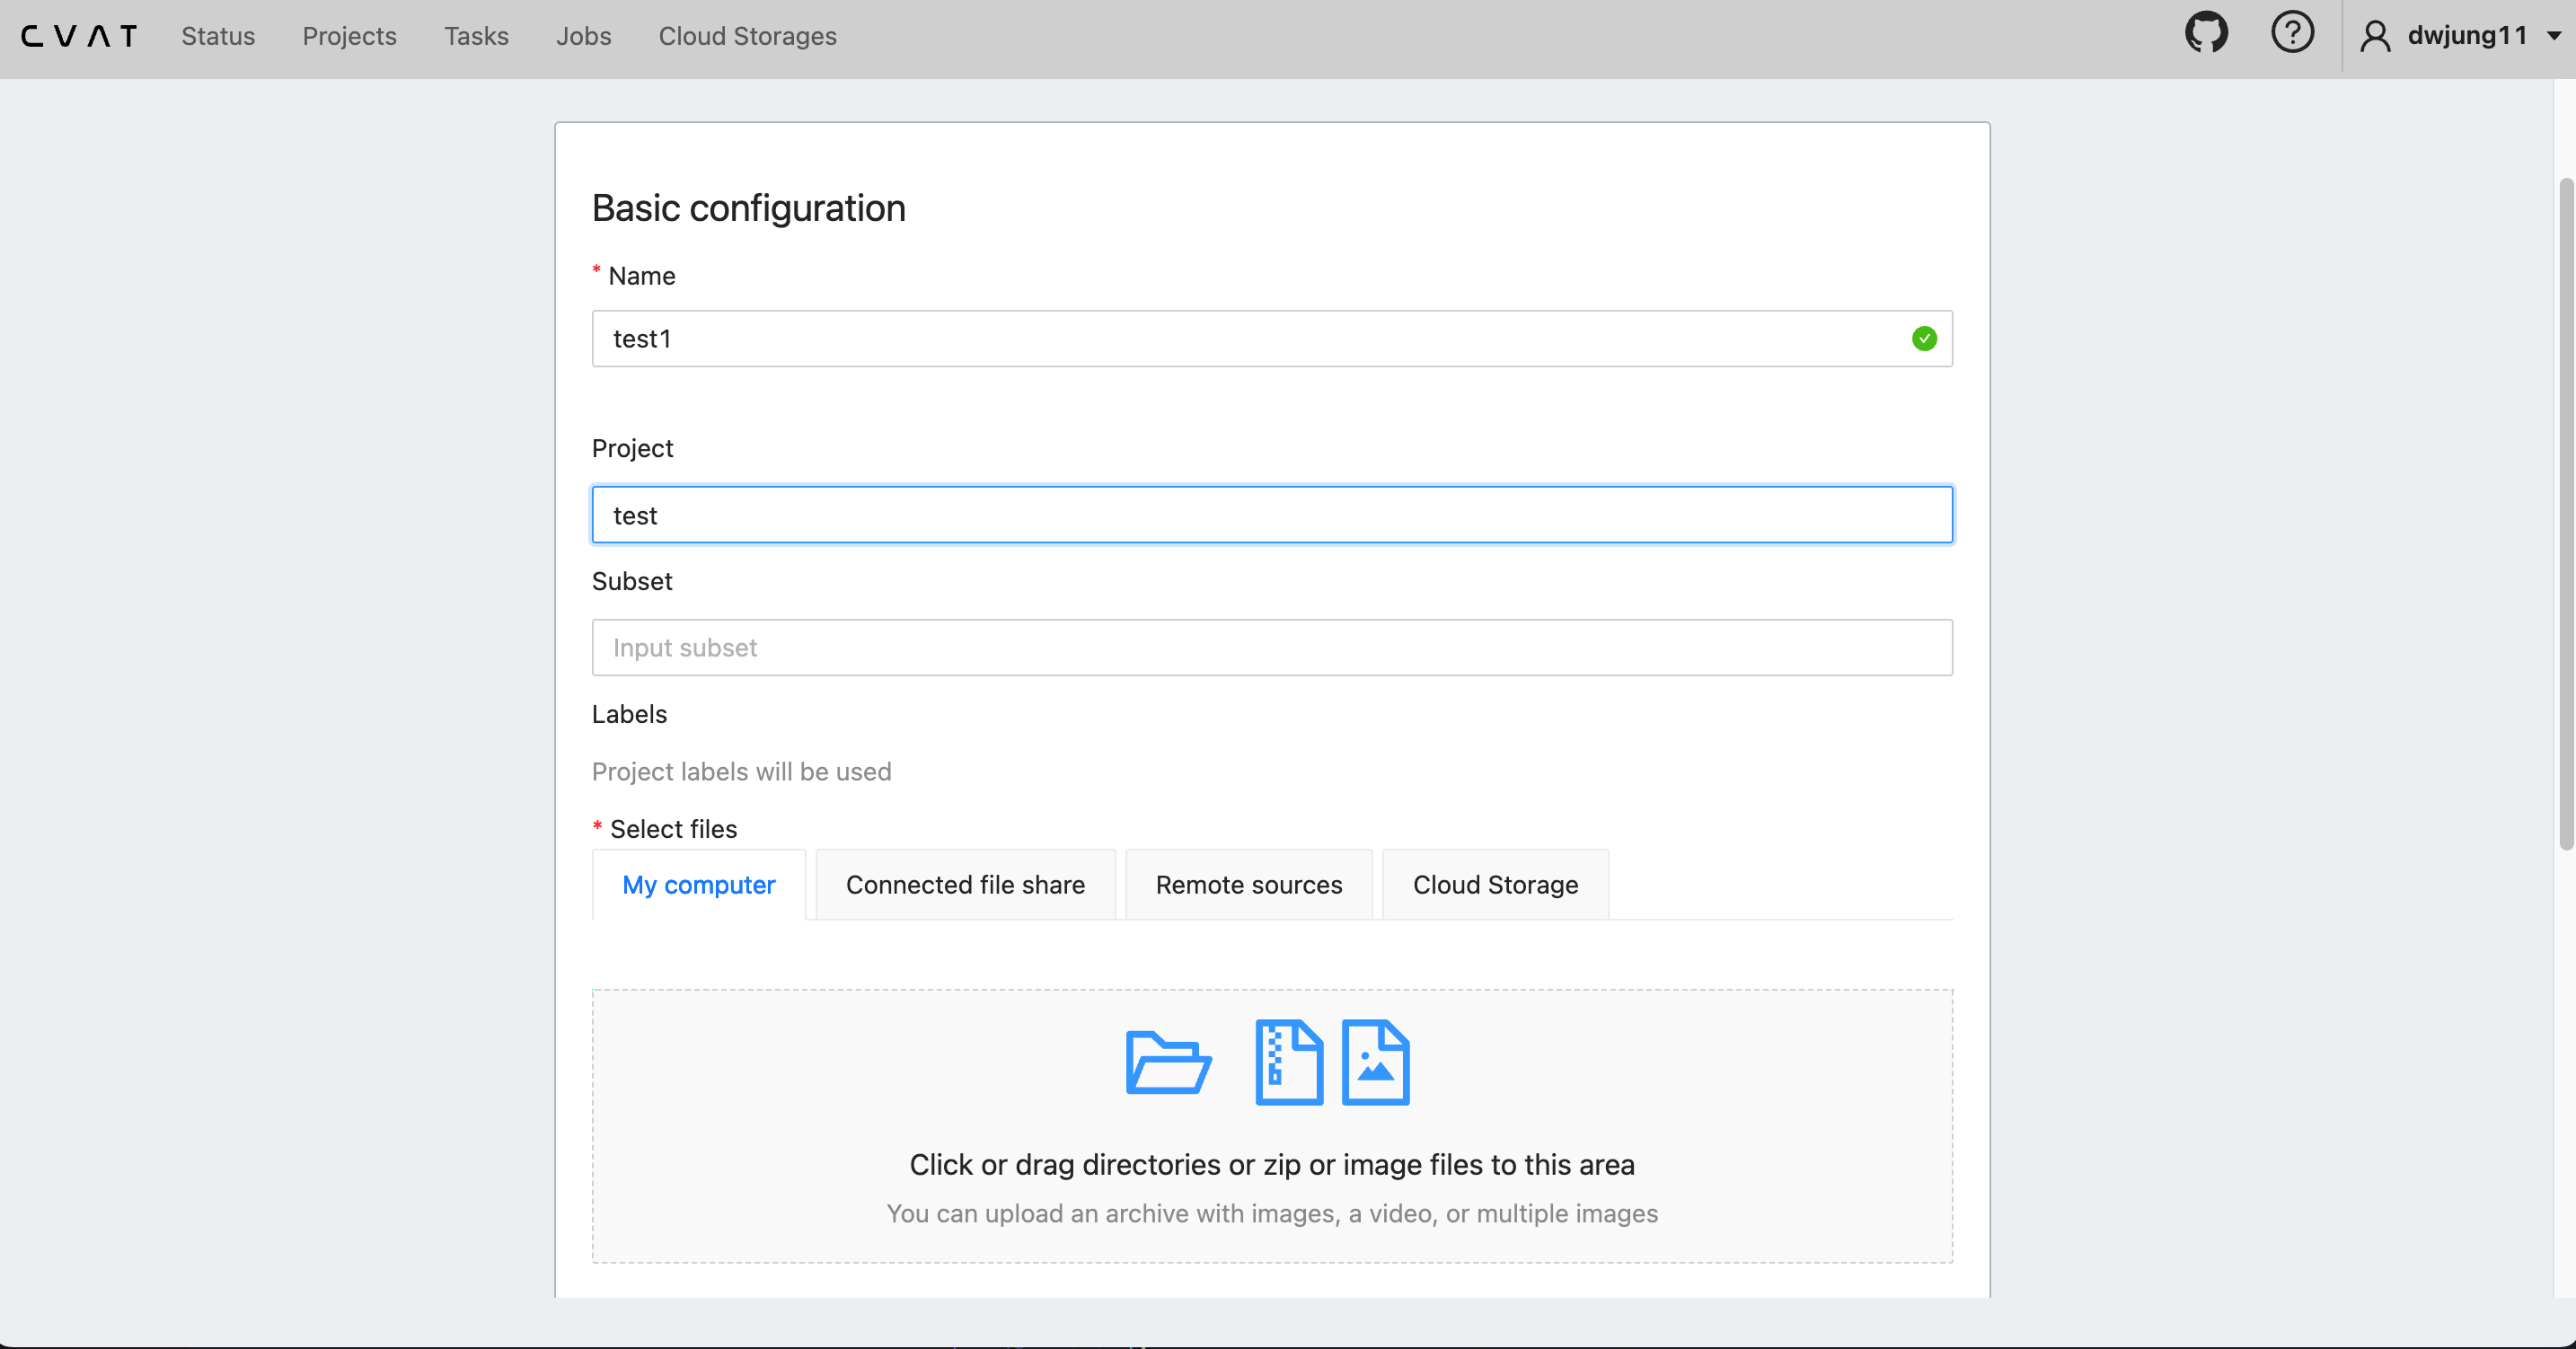 CVAT Status Projects Tasks Jobs Cloud Storages dwjung11
Basic configuration
* Name
test1
Project
test
Subset
Input subset
Labels
Project labels will be used
* Select files
My computer Connected file share Remote sources Cloud Storage
Click or drag directories or zip or image files to this area
You can upload an archive with images, a video, or multiple images